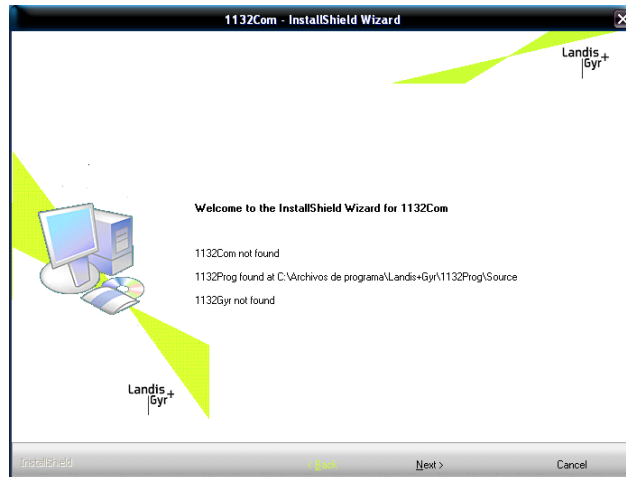 1132Com - InstallShield Wizard
Landis+
Gyr
Welcome to the InstallShield Wizard for 1132Com
1132Com not found
1132Prog found at C:\Archivos de programa\Landis+Gyr\1132Prog\Source
1132Gyr not found
Landis+
Gyr
InstallShield
< Back
Next >
Cancel